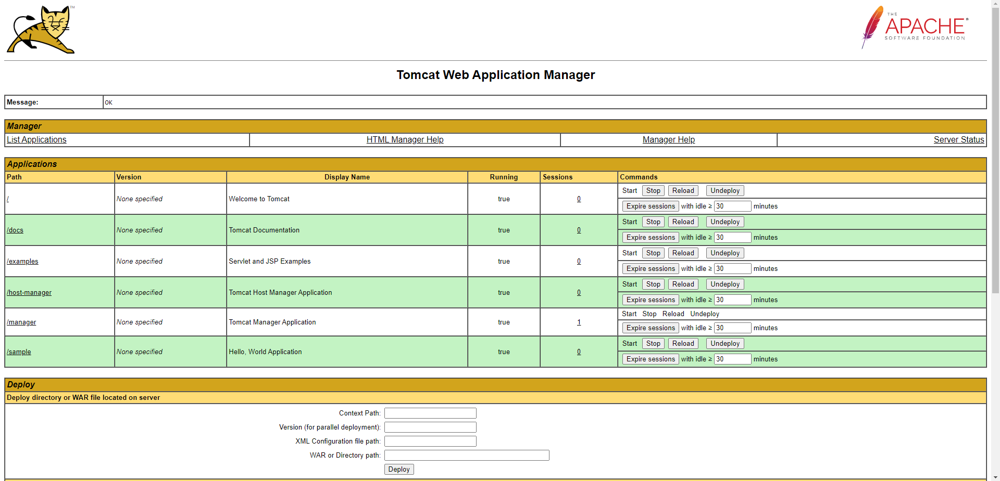 TM
THE
APACHE®
SOFTWARE FOUNDATION
Tomcat Web Application Manager
Message: OK
Manager
List Applications HTML Manager Help Manager Help Server Status
Applications
Path Version Display Name Running Sessions Commands
/ None specified Welcome to Tomcat true 0 Start Stop Reload Undeploy
Expire sessions with idle ≥ 30 minutes
/docs None specified Tomcat Documentation true 0 Start Stop Reload Undeploy
Expire sessions with idle ≥ 30 minutes
/examples None specified Servlet and JSP Examples true 0 Start Stop Reload Undeploy
Expire sessions with idle ≥ 30 minutes
/host-manager None specified Tomcat Host Manager Application true 0 Start Stop Reload Undeploy
Expire sessions with idle ≥ 30 minutes
/manager None specified Tomcat Manager Application true 1 Start Stop Reload Undeploy
Expire sessions with idle ≥ 30 minutes
/sample None specified Hello, World Application true 0 Start Stop Reload Undeploy
Expire sessions with idle ≥ 30 minutes
Deploy
Deploy directory or WAR file located on server
Context Path:
Version (for parallel deployment):
XML Configuration file path:
WAR or Directory path:
Deploy